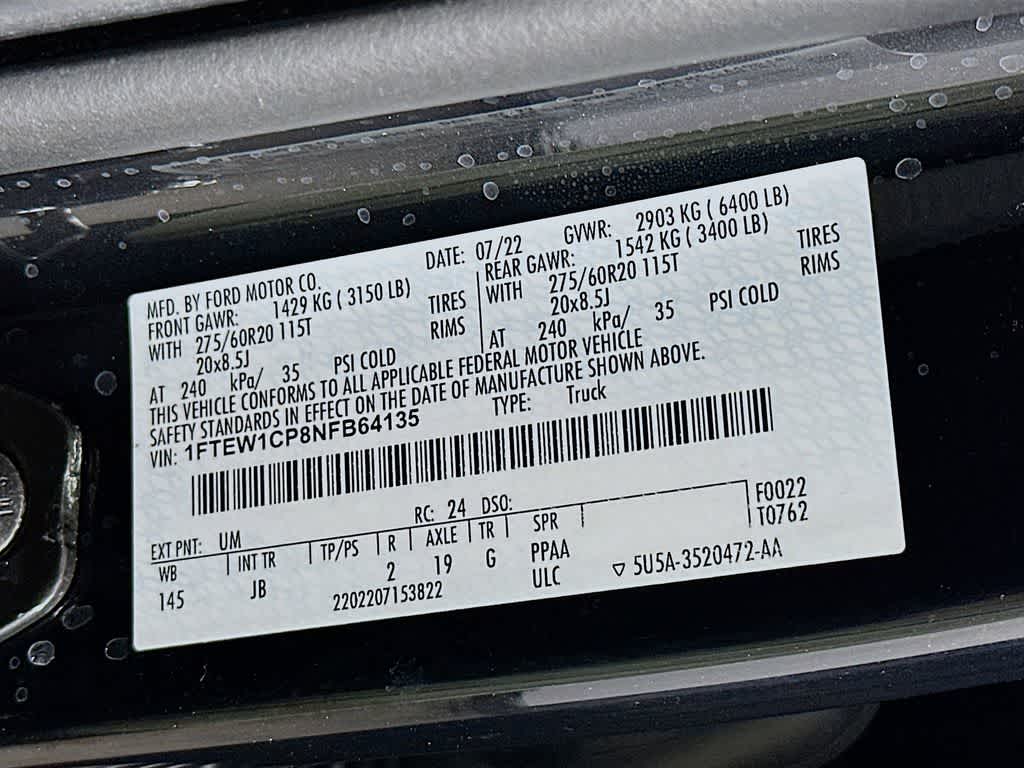 MFD. BY FORD MOTOR CO. DATE: 07/22 GVWR: 2903 KG ( 6400 LB)
FRONT GAWR: 1429 KG ( 3150 LB) REAR GAWR: 1542 KG ( 3400 LB)
WITH 275/60R20 115T TIRES WITH 275/60R20 115T TIRES
20x8.5J RIMS 20x8.5J RIMS
AT 240 kPa/ 35 PSI COLD AT 240 kPa/ 35 PSI COLD
THIS VEHICLE CONFORMS TO ALL APPLICABLE FEDERAL MOTOR VEHICLE
SAFETY STANDARDS IN EFFECT ON THE DATE OF MANUFACTURE SHOWN ABOVE.
VIN: 1FTEW1CP8NFB64135 TYPE: Truck
EXT PNT: UM RC: 24 DSO: F0022
WB INT TR TP/PS R AXLE TR SPR T0762
145 JB 2 19 G PPAA
2202207153822 ULC ▽ 5U5A-3520472-AA